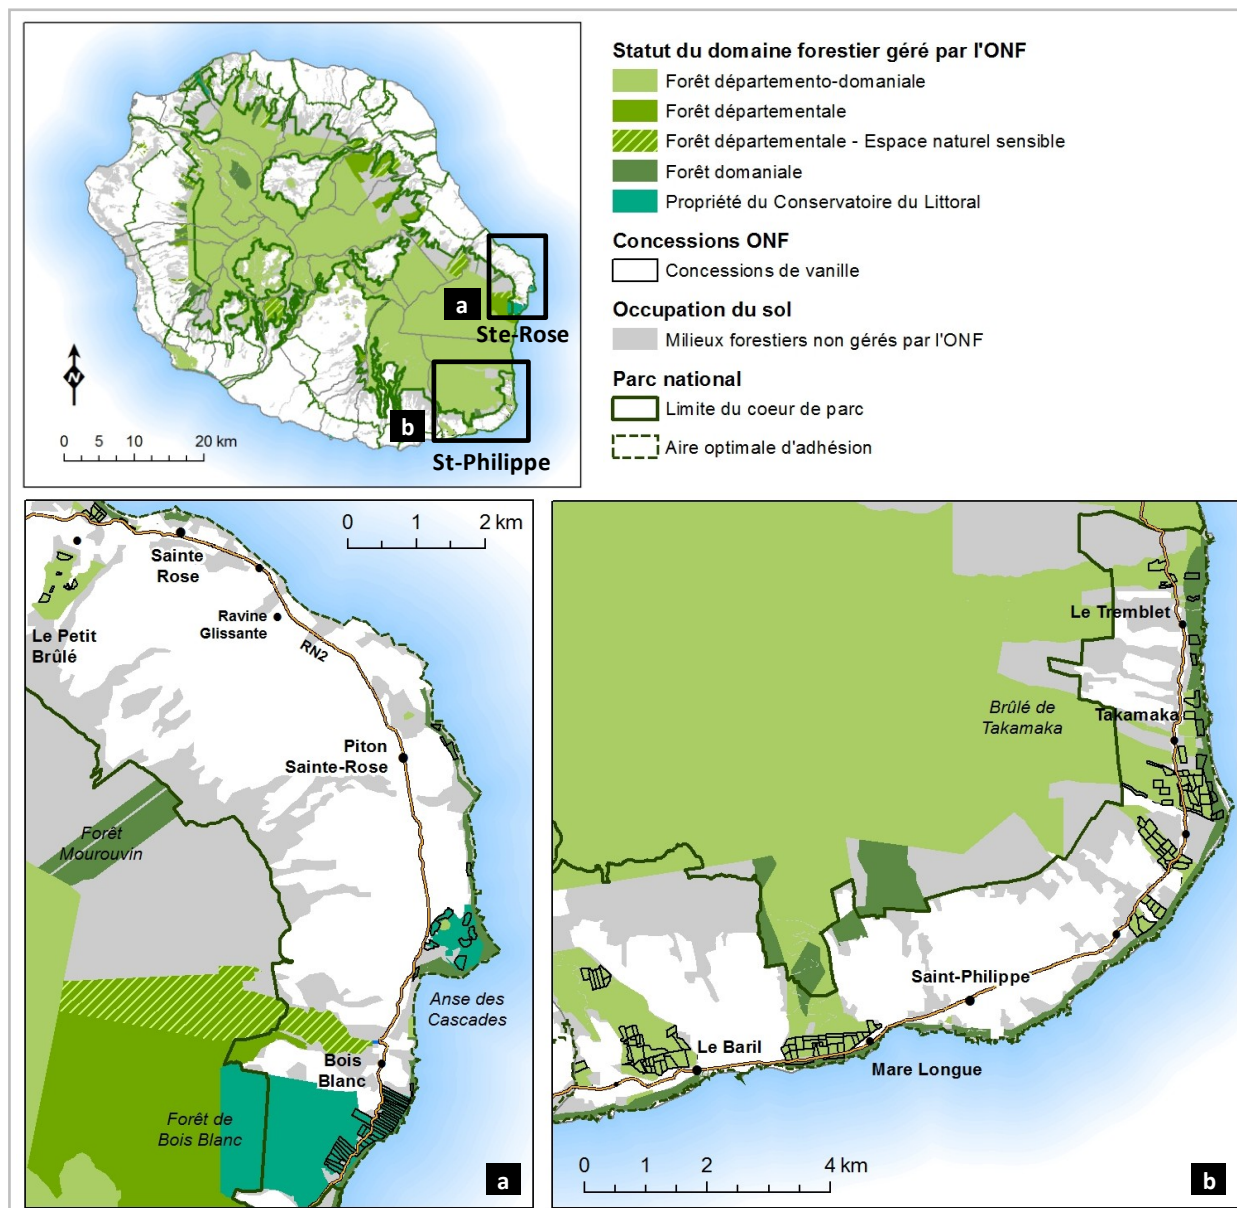 a
Ste-Rose
b
St-Philippe
N
0 5 10 20 km
Statut du domaine forestier géré par l'ONF
Forêt départemento-domaniale
Forêt départementale
Forêt départementale - Espace naturel sensible
Forêt domaniale
Propriété du Conservatoire du Littoral
Concessions ONF
Concessions de vanille
Occupation du sol
Milieux forestiers non gérés par l'ONF
Parc national
Limite du coeur de parc
Aire optimale d'adhésion
0 1 2 km
Sainte
Rose
Ravine
Glissante
Le Petit
Brûlé
RN2
Piton
Sainte-Rose
Forêt
Mourouvin
Anse des
Cascades
Bois
Blanc
Forêt de
Bois Blanc
a
Le Tremblet
Brûlé de
Takamaka
Takamaka
Saint-Philippe
Le Baril
Mare Longue
0 1 2 4 km
b